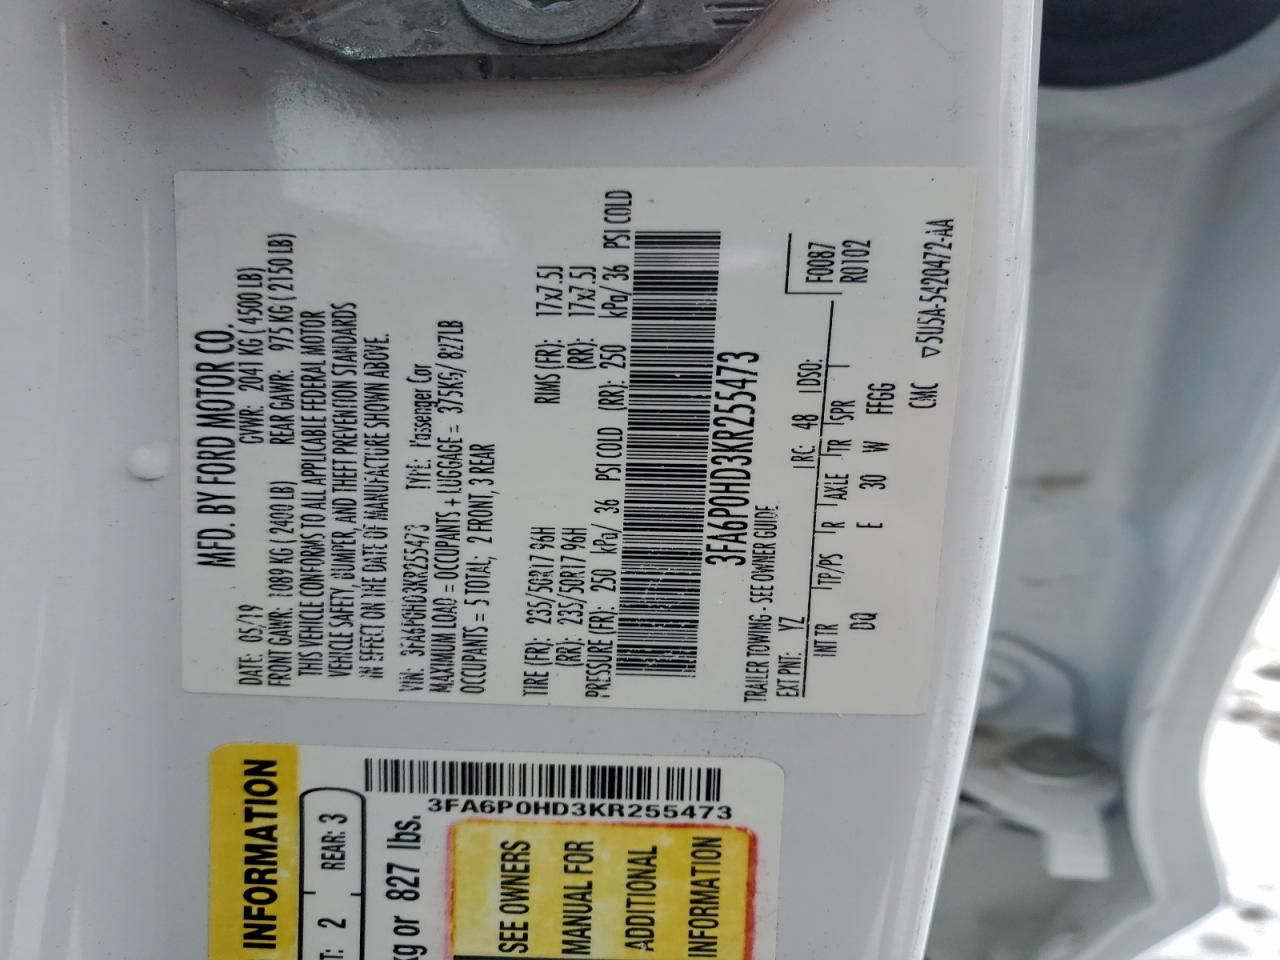 MFD. BY FORD MOTOR CO.
DATE: 05/19 GVWR: 2041 KG ( 4500 LB)
FRONT GAWR: 1089 KG ( 2400LB) REAR GAWR: 975 KG ( 2150 LB)
THIS VEHICLE CONFORMS TO ALL APPLICABLE FEDERAL MOTOR
VEHICLE SAFETY, BUMPER, AND THEFT PREVENTION STANDARDS
IN EFFECT ON THE DATE OF MANUFACTURE SHOWN ABOVE.
VIN: 3FA6P0HD3KR255473 TYPE: Passenger Car
MAXIMUM LOAD = OCCUPANTS + LUGGAGE = 375KG/ 827LB
OCCUPANTS = 5 TOTAL; 2 FRONT, 3 REAR
TIRE (FR): 235/50R17 96H RIMS (FR): 17x7.5J
(RR): 235/50R17 96H (RR): 17x7.5J
PRESSURE (FR): 250 kPa/ 36 PSI COLD (RR): 250 kPa/ 36 PSI COLD
3FA6P0HD3KR255473
TRAILER TOWING - SEE OWNER GUIDE
F0087
R0102
EXT PNT: YZ RC: 48 DSO:
INT TR TP/PS R AXLE TR SPR
DQ E 30 W FFGG
CMC ▽5U5A-5420472-AA
INFORMATION
3FA6P0HD3KR255473
T: 2 REAR: 3
kg or 827 lbs.
SEE OWNERS
MANUAL FOR
ADDITIONAL
INFORMATION